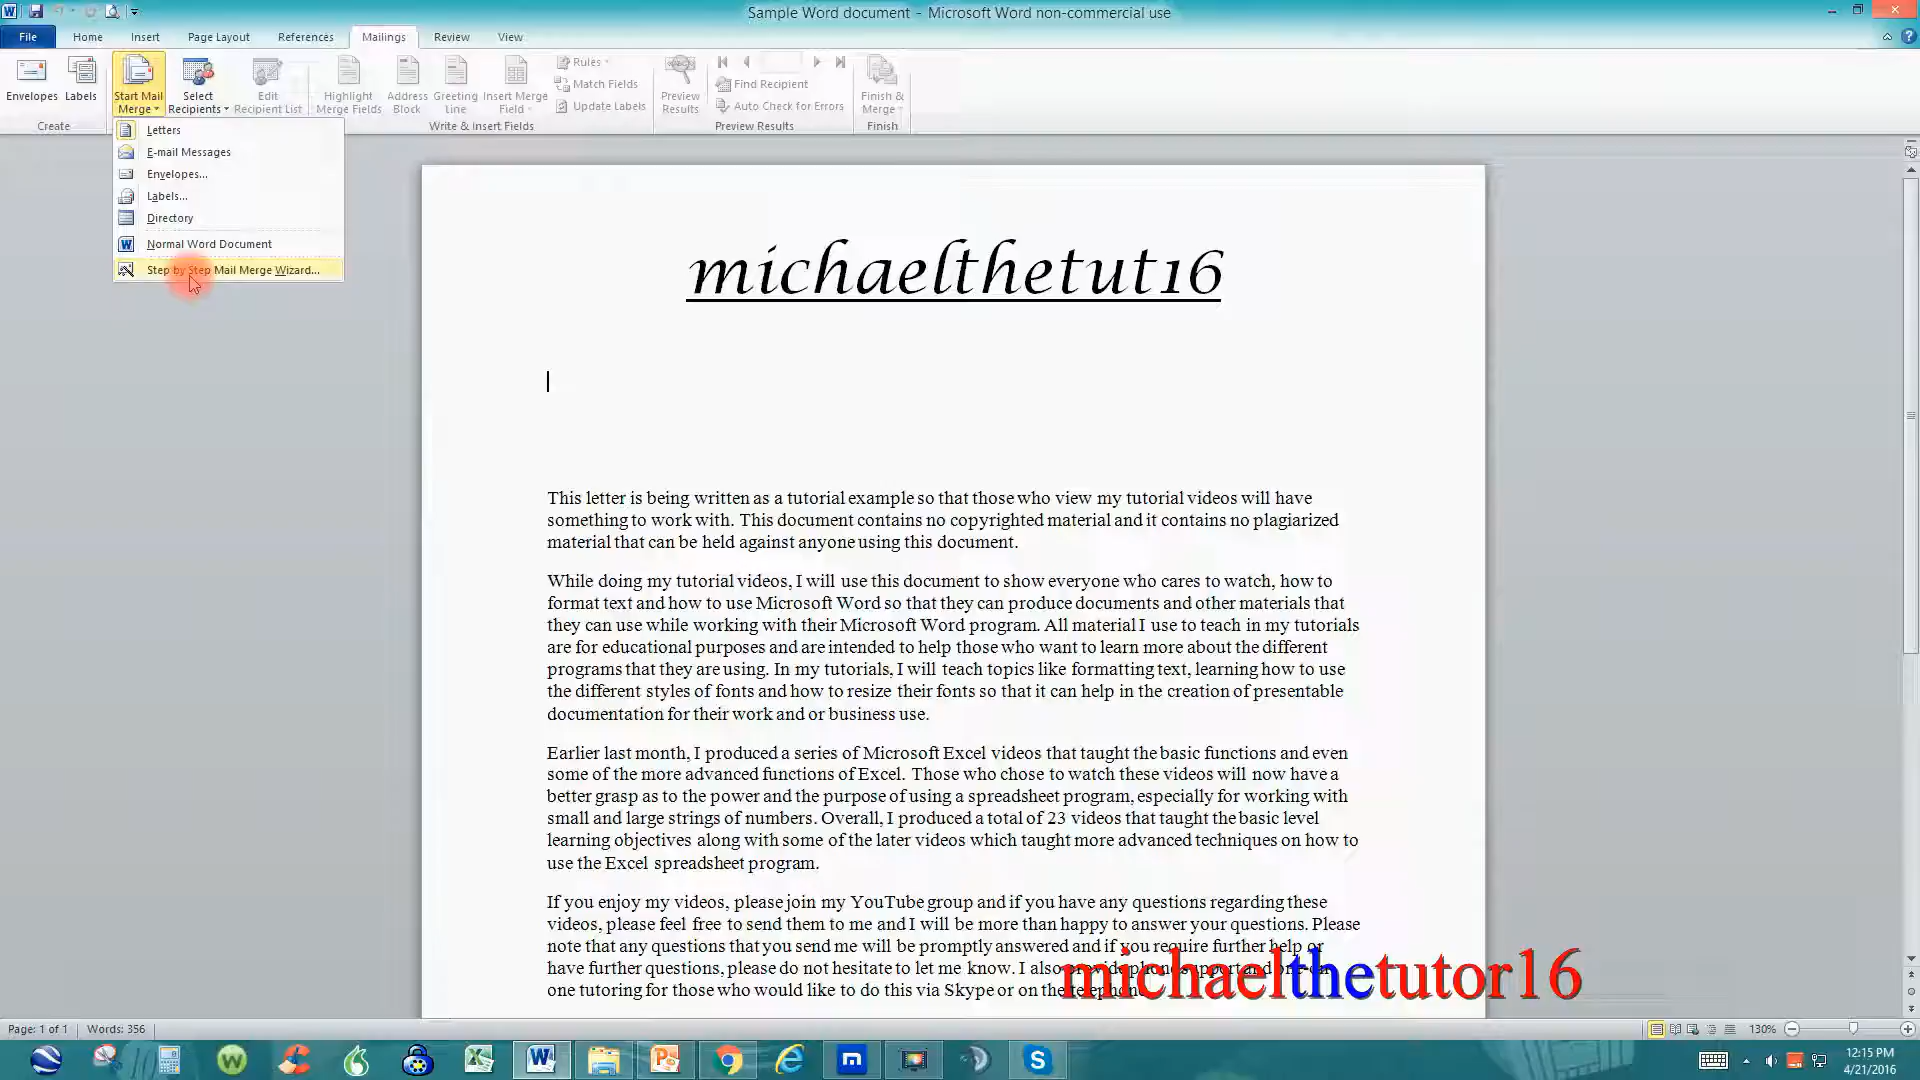 Sample Word document - Microsoft Word non-commercial use
File Home Insert Page Layout References Mailings Review View
Envelopes
Labels
Start Mail Merge
Select Recipients
Edit Recipient List
Highlight Merge Fields
Address Block
Greeting Line
Insert Merge Field
Rules
Match Fields
Update Labels
Preview Results
Find Recipient
Auto Check for Errors
Finish & Merge
Create
Write & Insert Fields
Preview Results
Finish
Letters
E-mail Messages
Envelopes...
Labels...
Directory
Normal Word Document
Step by Step Mail Merge Wizard...
michaelthetut16
This letter is being written as a tutorial example so that those who view my tutorial videos will have
something to work with. This document contains no copyrighted material and it contains no plagiarized
material that can be held against anyone using this document.
While doing my tutorial videos, I will use this document to show everyone who cares to watch, how to
format text and how to use Microsoft Word so that they can produce documents and other materials that
they can use while working with their Microsoft Word program. All material I use to teach in my tutorials
are for educational purposes and are intended to help those who want to learn more about the different
programs that they are using. In my tutorials, I will teach topics like formatting text, learning how to use
the different styles of fonts and how to resize their fonts so that it can help in the creation of presentable
documentation for their work and or business use.
Earlier last month, I produced a series of Microsoft Excel videos that taught the basic functions and even
some of the more advanced functions of Excel. Those who chose to watch these videos will now have a
better grasp as to the power and the purpose of using a spreadsheet program, especially for working with
small and large strings of numbers. Overall, I produced a total of 23 videos that taught the basic level
learning objectives along with some of the later videos which taught more advanced techniques on how to
use the Excel spreadsheet program.
If you enjoy my videos, please join my YouTube group and if you have any questions regarding these
videos, please feel free to send them to me and I will be more than happy to answer your questions. Please
note that any questions that you send me will be promptly answered and if you require further help or
have further questions, please do not hesitate to let me know. I also provide phone support and one on
one tutoring for those who would like to do this via Skype or on the telephone
michaelthetutor16
Page: 1 of 1 Words: 356 130%
12:15 PM
4/21/2016